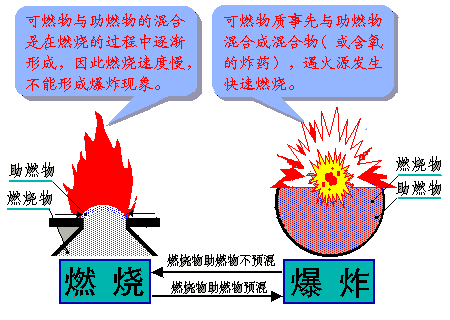 可燃物与助燃物的混合
是在燃烧的过程中逐渐
形成，因此燃烧速度慢，
不能形成爆炸现象。
可燃物质事先与助燃物
混合成混合物(或含氧
的炸药)，遇火源发生
快速燃烧。
助燃物
燃烧物
燃烧物
助燃物
燃烧物助燃物不预混
燃烧物助燃物预混
燃烧
爆炸